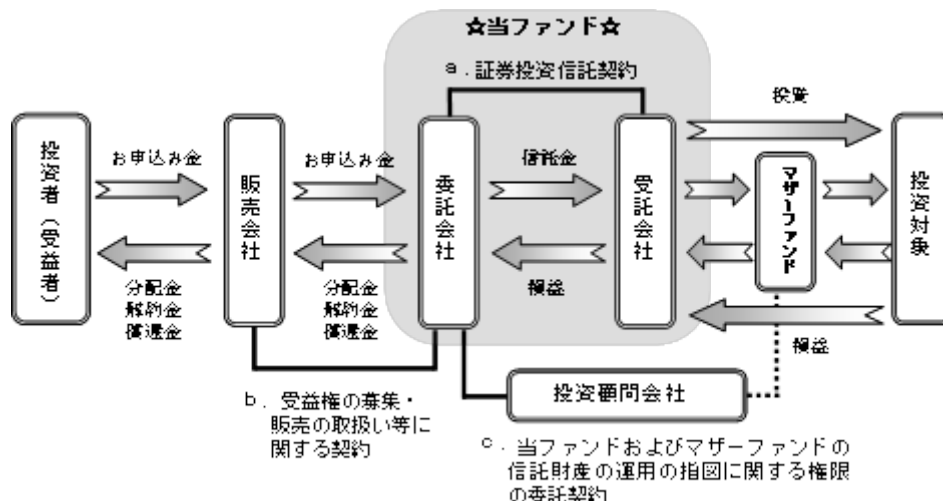 ☆当ファンド☆
a．証券投資信託契約
投資
投資者（受益者）
お申込み金
販売会社
お申込み金
委託会社
信託金
受託会社
マザーファンド
投資対象
分配金
解約金
償還金
分配金
解約金
償還金
損益
損益
投資顧問会社
b．受益権の募集・
販売の取扱い等に
関する契約
c．当ファンドおよびマザーファンドの
信託財産の運用の指図に関する権限
の委託契約